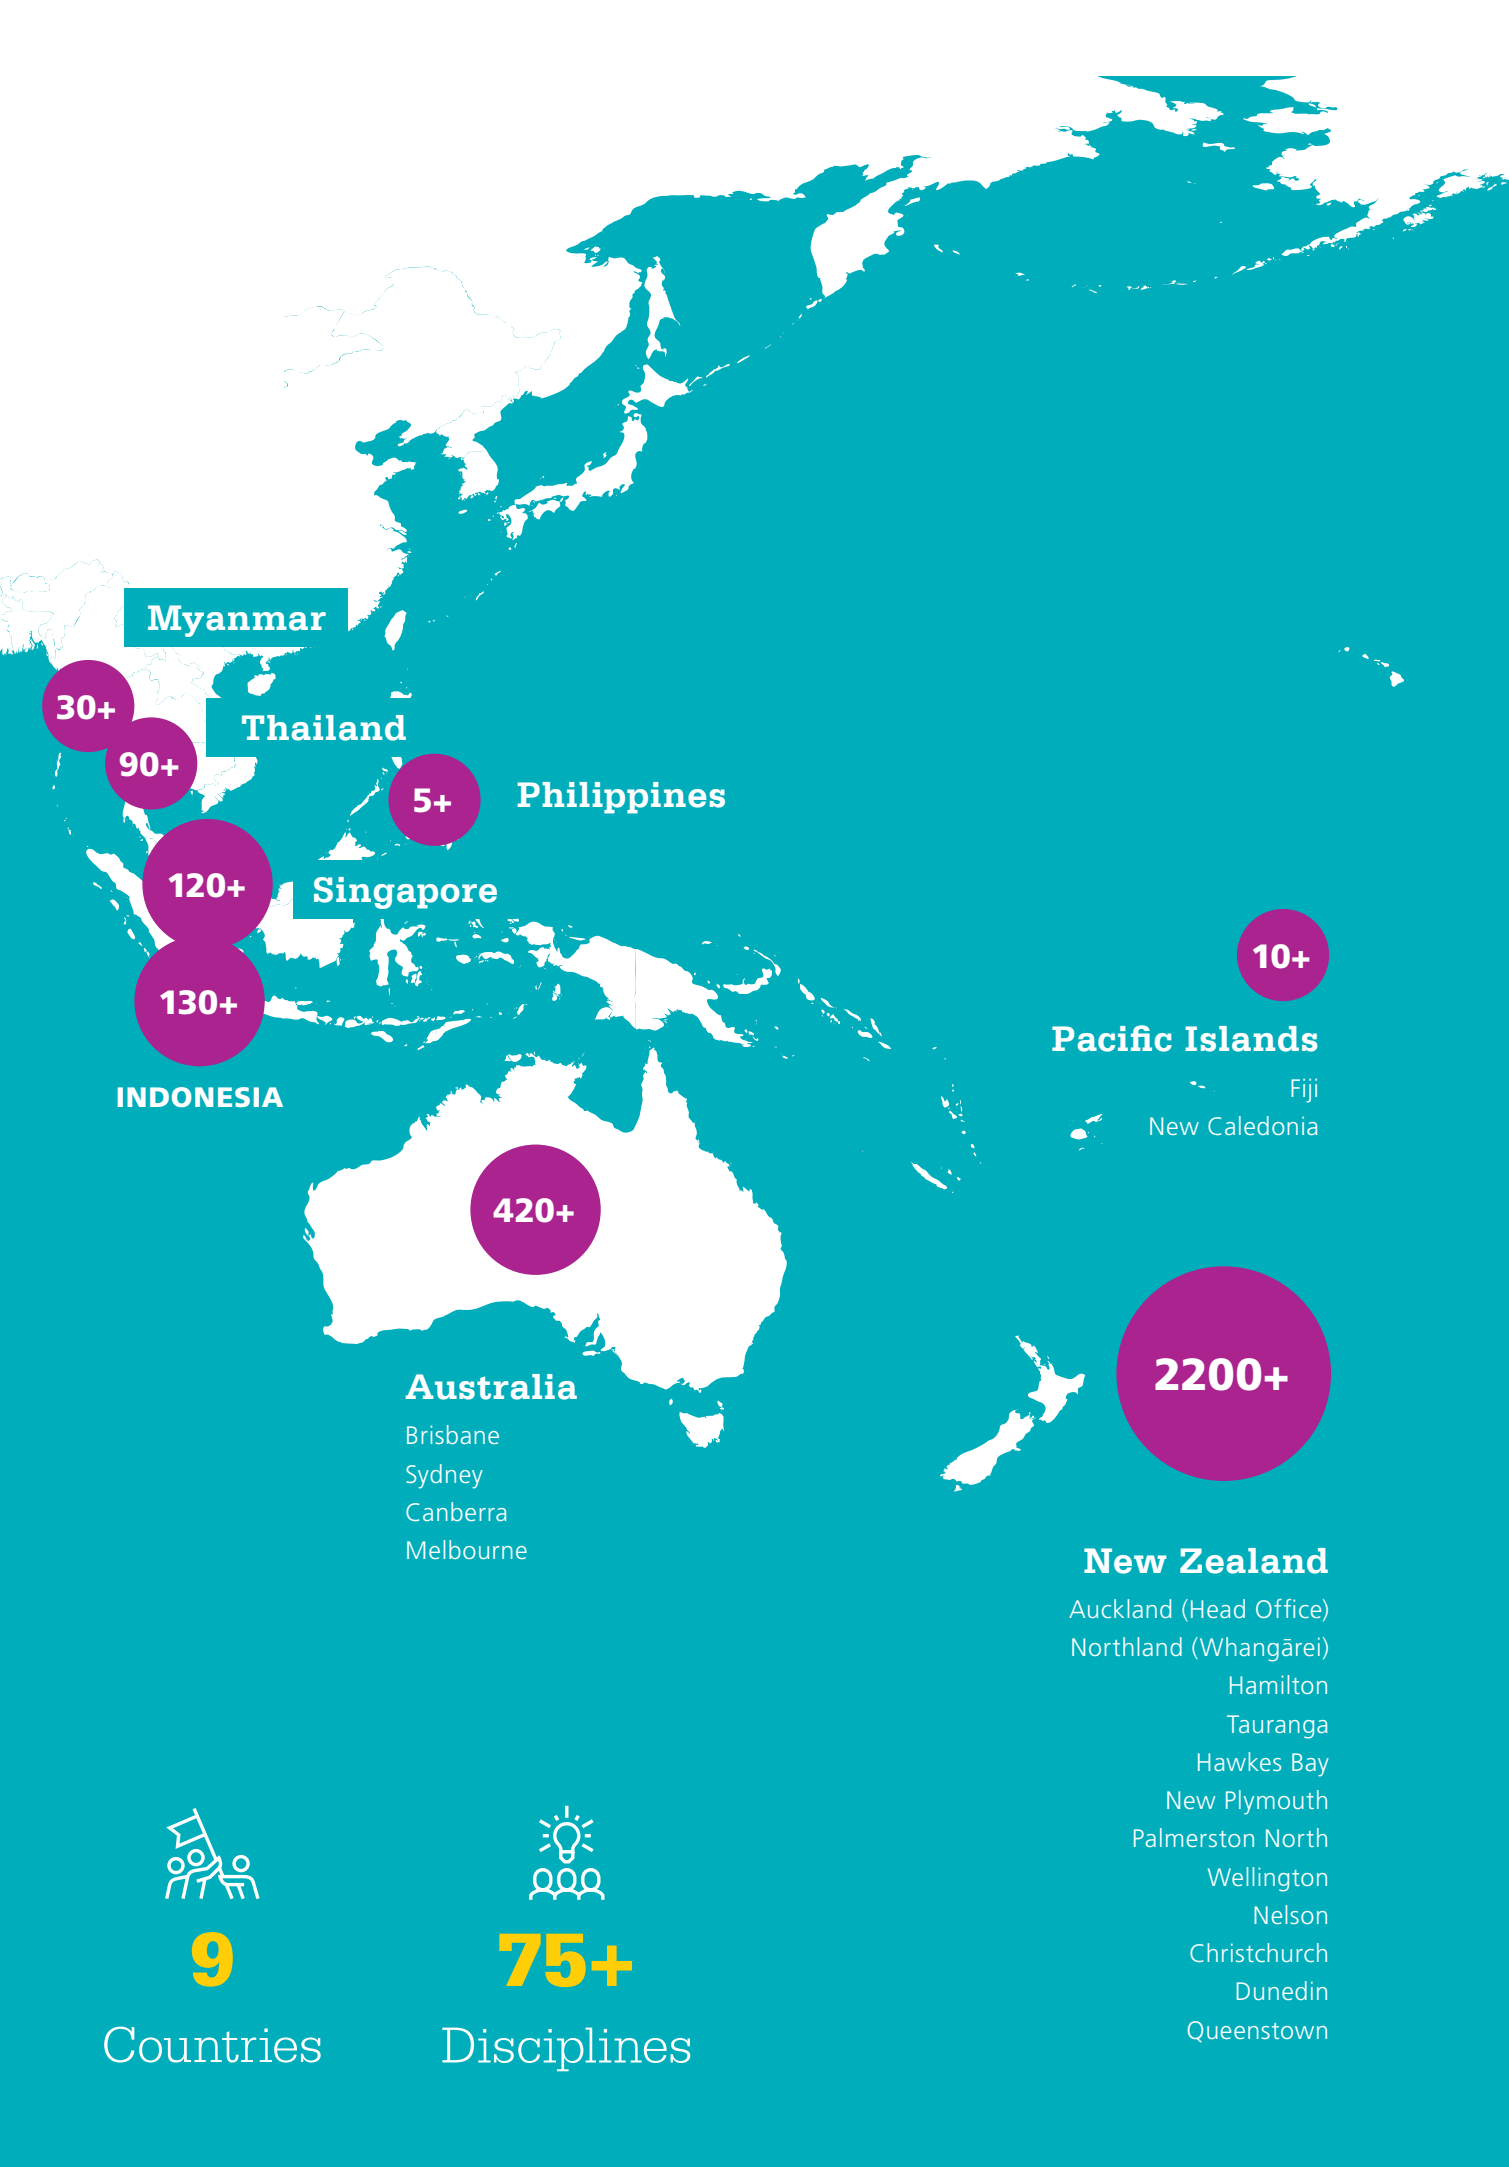 Myanmar
30+
Thailand
90+
5+
Philippines
120+
Singapore
130+
INDONESIA
10+
Pacific Islands
Fiji
New Caledonia
420+
Australia
Brisbane
Sydney
Canberra
Melbourne
2200+
New Zealand
Auckland (Head Office)
Northland (Whangārei)
Hamilton
Tauranga
Hawkes Bay
New Plymouth
Palmerston North
Wellington
Nelson
Christchurch
Dunedin
Queenstown
9
Countries
75+
Disciplines